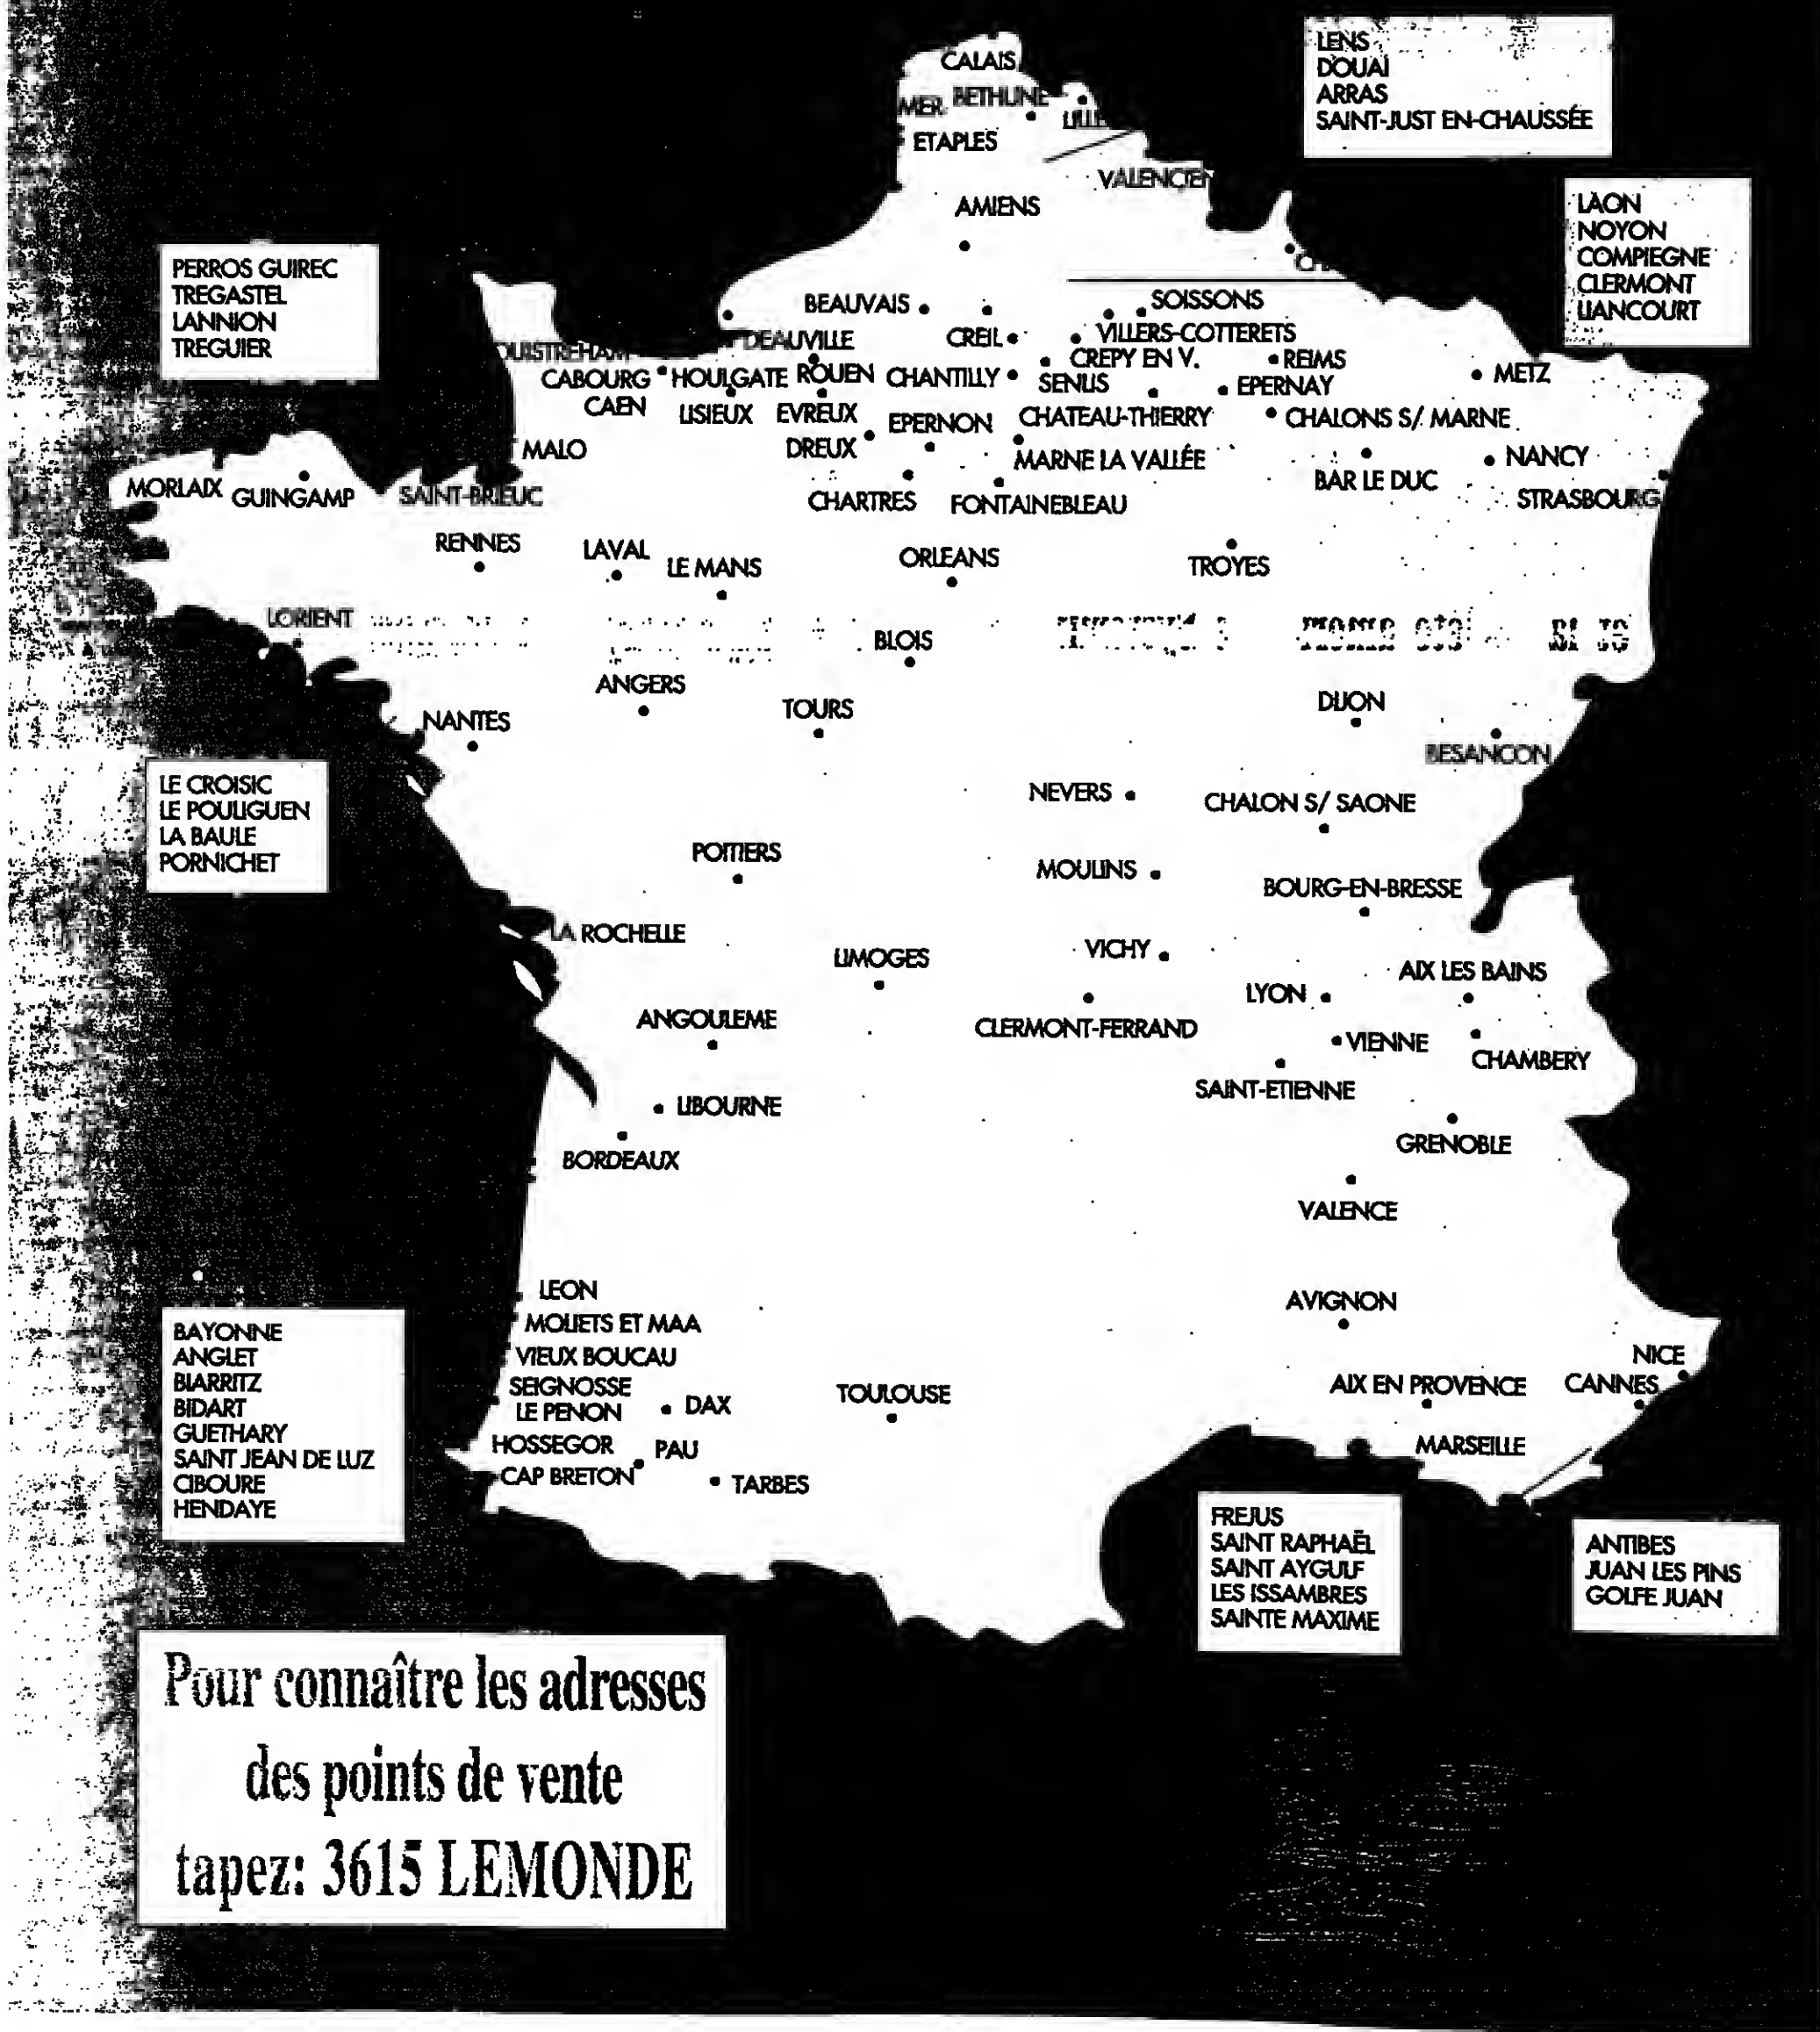 CALAIS
LENS
DOUAI
ARRAS
SAINT-JUST EN-CHAUSSÉE
MER
BETHUNE
LILLE
ETAPLES
AMIENS
LAON
NOYON
COMPIEGNE
CLERMONT
LIANCOURT
PERROS GUIREC
TREGASTEL
LANNION
TREGUIER
BEAUVAIS
SOISSONS
DEAUVILLE
CREIL
VILLERS-COTTERETS
OUISTREHAM
CREPY EN V.
REIMS
CABOURG
HOULGATE
ROUEN
CHANTILLY
SENLIS
EPERNAY
METZ
CAEN
LISIEUX
EVREUX
EPERNON
CHATEAU-THIERRY
CHALONS S/ MARNE
MALO
DREUX
MARNE LA VALLÉE
BAR LE DUC
NANCY
MORLAIX
GUINGAMP
SAINT-BRIEUC
CHARTRES
FONTAINEBLEAU
STRASBOURG
RENNES
LAVAL
LE MANS
ORLEANS
TROYES
LORIENT
BLOIS
ANGERS
TOURS
DIJON
NANTES
BESANCON
LE CROISIC
LE POULIGUEN
LA BAULE
PORNICHET
NEVERS
CHALON S/ SAONE
POITIERS
MOULINS
BOURG-EN-BRESSE
LA ROCHELLE
LIMOGES
VICHY
AIX LES BAINS
LYON
ANGOULEME
CLERMONT-FERRAND
VIENNE
CHAMBERY
SAINT-ETIENNE
LIBOURNE
GRENOBLE
BORDEAUX
VALENCE
LEON
MOLIETS ET MAA
VIEUX BOUCAU
SEIGNOSSE
LE PENON
DAX
HOSSEGOR
PAU
CAP BRETON
TARBES
TOULOUSE
AVIGNON
NICE
AIX EN PROVENCE
CANNES
MARSEILLE
BAYONNE
ANGLET
BIARRITZ
BIDART
GUETHARY
SAINT JEAN DE LUZ
CIBOURE
HENDAYE
FREJUS
SAINT RAPHAËL
SAINT AYGULF
LES ISSAMBRES
SAINTE MAXIME
ANTIBES
JUAN LES PINS
GOLFE JUAN
Pour connaître les adresses
des points de vente
tapez: 3615 LEMONDE